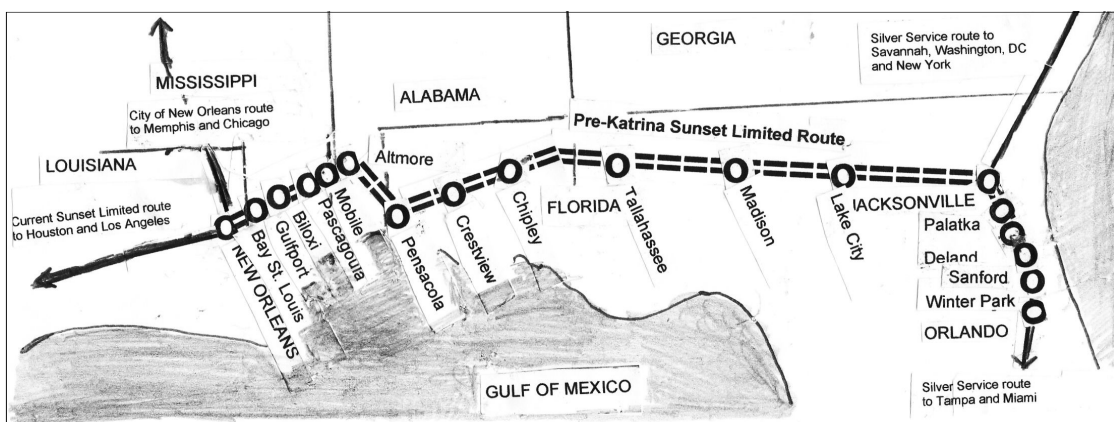 GEORGIA
Silver Service route to
Savannah, Washington, DC
and New York
MISSISSIPPI
ALABAMA
City of New Orleans route
to Memphis and Chicago
Pre-Katrina Sunset Limited Route
LOUISIANA
Altmore
Current Sunset Limited route
to Houston and Los Angeles
NEW ORLEANS
Bay St. Louis
Gulfport
Biloxi
Pascagoula
Mobile
Pensacola
Crestview
Chipley
FLORIDA
Tallahassee
Madison
Lake City
JACKSONVILLE
Palatka
Deland
Sanford
Winter Park
ORLANDO
GULF OF MEXICO
Silver Service route
to Tampa and Miami